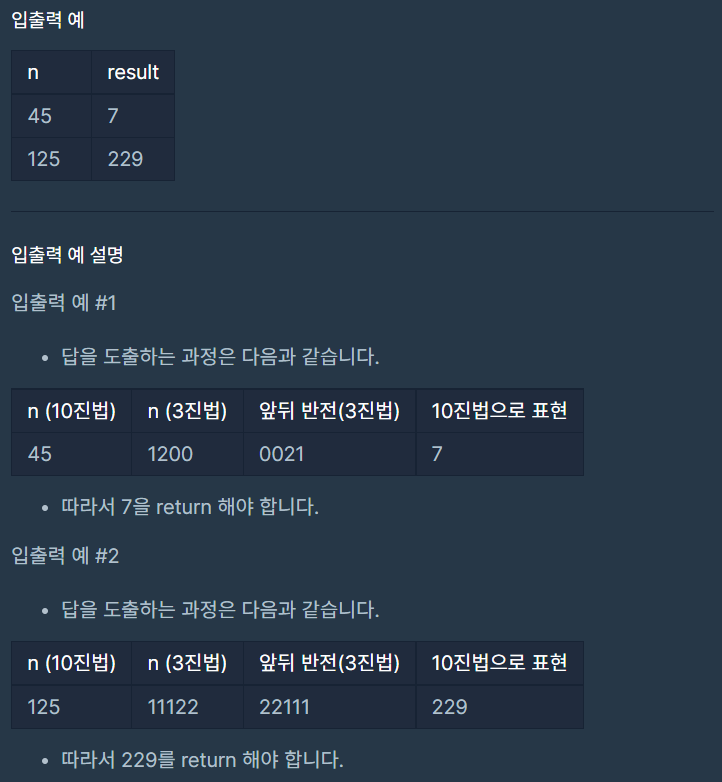 입출력 예
n result
45 7
125 229
입출력 예 설명
입출력 예 #1
• 답을 도출하는 과정은 다음과 같습니다.
n (10진법) n (3진법) 앞뒤 반전(3진법) 10진법으로 표현
45 1200 0021 7
• 따라서 7을 return 해야 합니다.
입출력 예 #2
• 답을 도출하는 과정은 다음과 같습니다.
n (10진법) n (3진법) 앞뒤 반전(3진법) 10진법으로 표현
125 11122 22111 229
• 따라서 229를 return 해야 합니다.